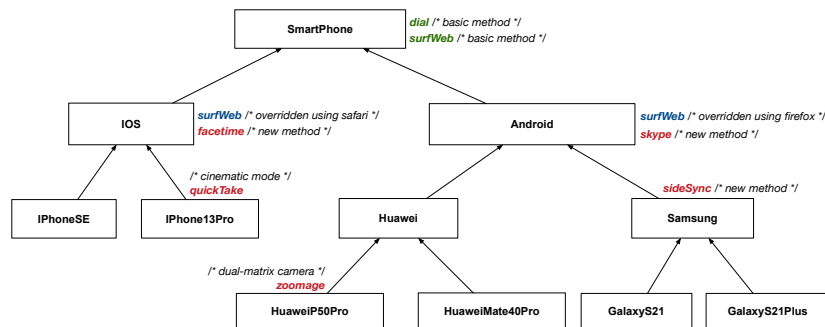 SmartPhone
dial /* basic method */
surfWeb /* basic method */
IOS
surfWeb /* overridden using safari */
facetime /* new method */
Android
surfWeb /* overridden using firefox */
skype /* new method */
/* cinematic mode */
quickTake
sideSync /* new method */
IPhoneSE
IPhone13Pro
Huawei
Samsung
/* dual-matrix camera */
zoomage
HuaweiP50Pro
HuaweiMate40Pro
GalaxyS21
GalaxyS21Plus